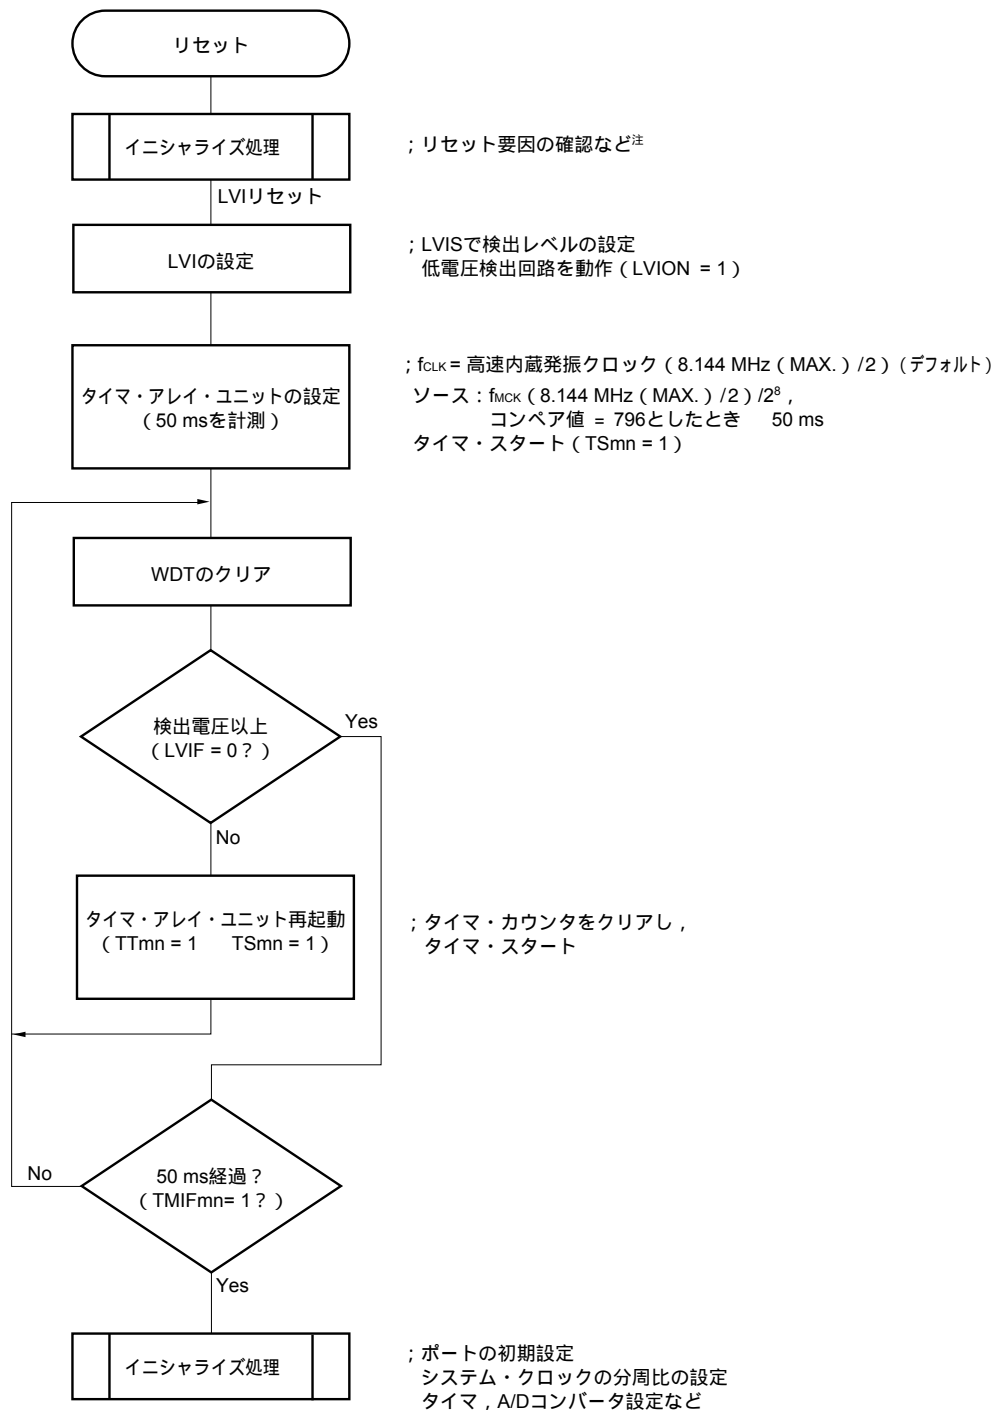 リセット
イニシャライズ処理
；リセット要因の確認など注
LVIリセット
LVIの設定
；LVISで検出レベルの設定
低電圧検出回路を動作（LVION = 1）
タイマ・アレイ・ユニットの設定
（50 msを計測）
；fCLK = 高速内蔵発振クロック（8.144 MHz（MAX.）/2）（デフォルト）
ソース：fMCK（8.144 MHz（MAX.）/2）/2⁸，
コンペア値 = 796としたとき 50 ms
タイマ・スタート（TSmn = 1）
WDTのクリア
検出電圧以上
（LVIF = 0？）
Yes
No
タイマ・アレイ・ユニット再起動
（TTmn = 1 TSmn = 1）
；タイマ・カウンタをクリアし，
タイマ・スタート
No
50 ms経過？
（TMIFmn= 1？）
Yes
イニシャライズ処理
；ポートの初期設定
システム・クロックの分周比の設定
タイマ，A/Dコンバータ設定など